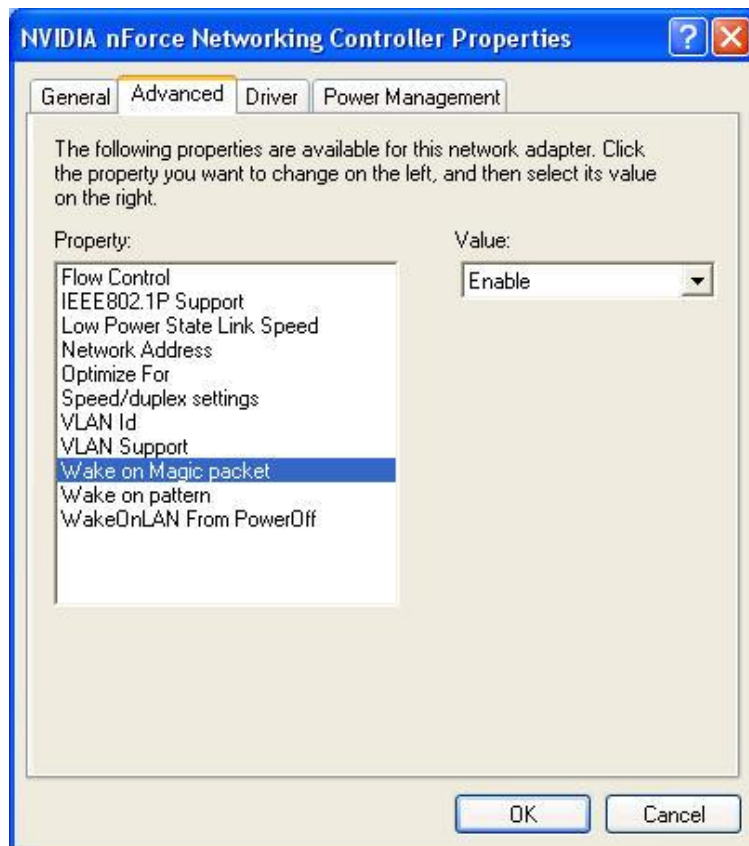 NVIDIA nForce Networking Controller Properties
General Advanced Driver Power Management
The following properties are available for this network adapter. Click
the property you want to change on the left, and then select its value
on the right.
Property:
Value:
Flow Control
IEEE802.1P Support
Low Power State Link Speed
Network Address
Optimize For
Speed/duplex settings
VLAN Id
VLAN Support
Wake on Magic packet
Wake on pattern
WakeOnLAN From PowerOff
Enable
OK Cancel